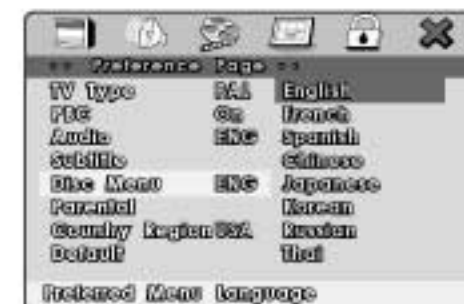 -- Preference Page --
TV Type PAL English
PBC On French
Audio ENG Spanish
Subtitle Chinese
Disc Menu ENG Japanese
Parental Korean
Country Region USA Russian
Default Thai
Preferred Menu Language